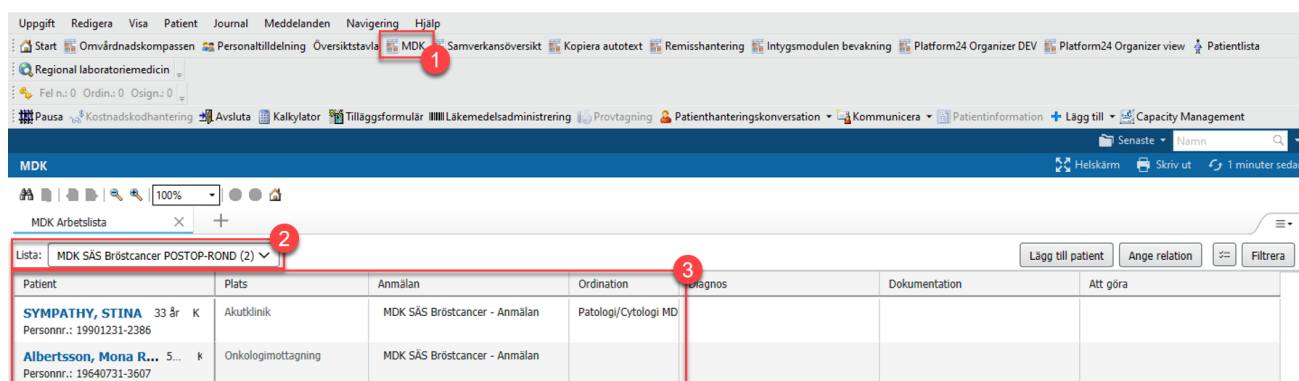 Uppgift Redigera Visa Patient Journal Meddelanden Navigering Hjälp
Start Omvårdnadskompassen Personaltilldelning Översiktstavla MDK Samverkansöversikt Kopiera autotext Remisshantering Intygsmodulen bevakning Platform24 Organizer DEV Platform24 Organizer view Patientlista
1
Regional laboratoriemedicin
Fel n.: 0 Ordin.: 0 Osign.: 0
Pausa Kostnadskodhantering Avsluta Kalkylator Tilläggsformulär Läkemedelsadministrering Provtagning Patienthanteringskonversation Kommunicera Patientinformation Lägg till Capacity Management
Senaste Namn
MDK Helskärm Skriv ut 1 minuter sedan
100%
MDK Arbetslista
2
Lista: MDK SÄS Bröstcancer POSTOP-ROND (2) Lägg till patient Ange relation Filtrera
3
Patient Plats Anmälan Ordination Diagnos Dokumentation Att göra
SYMPATHY, STINA 33 år K Akutklinik MDK SÄS Bröstcancer - Anmälan Patologi/Cytologi MD
Personnr.: 19901231-2386
Albertsson, Mona R... 5... K Onkologimottagning MDK SÄS Bröstcancer - Anmälan
Personnr.: 19640731-3607